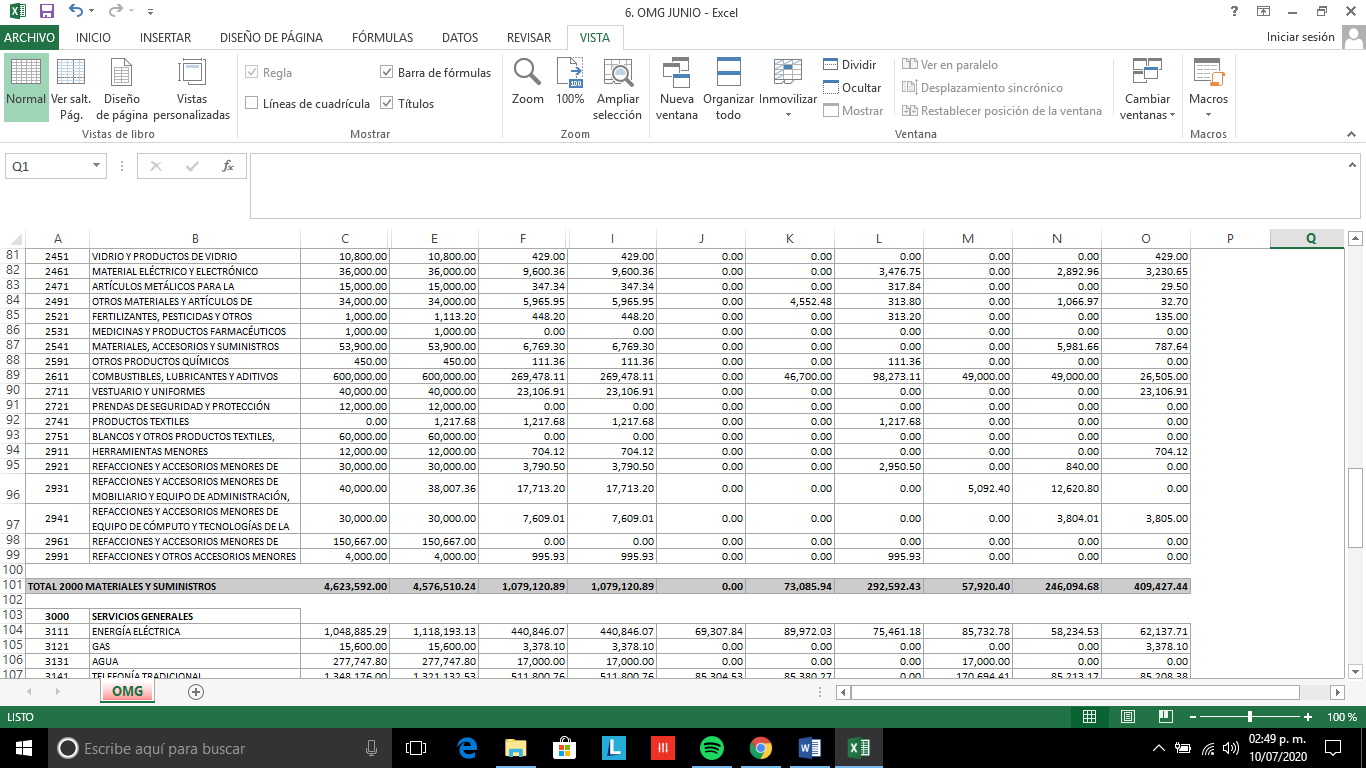 6. OMG JUNIO - Excel
ARCHIVO INICIO INSERTAR DISEÑO DE PÁGINA FÓRMULAS DATOS REVISAR VISTA Iniciar sesión
Normal Ver salt. Pág. Diseño de página Vistas personalizadas
Vistas de libro
Regla Barra de fórmulas
Líneas de cuadrícula Títulos
Mostrar
Zoom 100% Ampliar selección
Zoom
Nueva ventana Organizar todo Inmovilizar
Dividir Ver en paralelo
Ocultar Desplazamiento sincrónico
Mostrar Restablecer posición de la ventana
Cambiar ventanas
Ventana
Macros
Macros
Q1 fx
A B C E F I J K L M N O P Q
81 2451 VIDRIO Y PRODUCTOS DE VIDRIO 10,800.00 10,800.00 429.00 429.00 0.00 0.00 0.00 0.00 0.00 429.00
82 2461 MATERIAL ELÉCTRICO Y ELECTRÓNICO 36,000.00 36,000.00 9,600.36 9,600.36 0.00 0.00 3,476.75 0.00 2,892.96 3,230.65
83 2471 ARTÍCULOS METÁLICOS PARA LA 15,000.00 15,000.00 347.34 347.34 0.00 0.00 317.84 0.00 0.00 29.50
84 2491 OTROS MATERIALES Y ARTÍCULOS DE 34,000.00 34,000.00 5,965.95 5,965.95 0.00 4,552.48 313.80 0.00 1,066.97 32.70
85 2521 FERTILIZANTES, PESTICIDAS Y OTROS 1,000.00 1,113.20 448.20 448.20 0.00 0.00 313.20 0.00 0.00 135.00
86 2531 MEDICINAS Y PRODUCTOS FARMACÉUTICOS 1,000.00 1,000.00 0.00 0.00 0.00 0.00 0.00 0.00 0.00 0.00
87 2541 MATERIALES, ACCESORIOS Y SUMINISTROS 53,900.00 53,900.00 6,769.30 6,769.30 0.00 0.00 0.00 0.00 5,981.66 787.64
88 2591 OTROS PRODUCTOS QUÍMICOS 450.00 450.00 111.36 111.36 0.00 0.00 111.36 0.00 0.00 0.00
89 2611 COMBUSTIBLES, LUBRICANTES Y ADITIVOS 600,000.00 600,000.00 269,478.11 269,478.11 0.00 46,700.00 98,273.11 49,000.00 49,000.00 26,505.00
90 2711 VESTUARIO Y UNIFORMES 40,000.00 40,000.00 23,106.91 23,106.91 0.00 0.00 0.00 0.00 0.00 23,106.91
91 2721 PRENDAS DE SEGURIDAD Y PROTECCIÓN 12,000.00 12,000.00 0.00 0.00 0.00 0.00 0.00 0.00 0.00 0.00
92 2741 PRODUCTOS TEXTILES 0.00 1,217.68 1,217.68 1,217.68 0.00 0.00 1,217.68 0.00 0.00 0.00
93 2751 BLANCOS Y OTROS PRODUCTOS TEXTILES, 60,000.00 60,000.00 0.00 0.00 0.00 0.00 0.00 0.00 0.00 0.00
94 2911 HERRAMIENTAS MENORES 12,000.00 12,000.00 704.12 704.12 0.00 0.00 0.00 0.00 0.00 704.12
95 2921 REFACCIONES Y ACCESORIOS MENORES DE 30,000.00 30,000.00 3,790.50 3,790.50 0.00 0.00 2,950.50 0.00 840.00 0.00
REFACCIONES Y ACCESORIOS MENORES DE
96 2931 MOBILIARIO Y EQUIPO DE ADMINISTRACIÓN, 40,000.00 38,007.36 17,713.20 17,713.20 0.00 0.00 0.00 5,092.40 12,620.80 0.00
REFACCIONES Y ACCESORIOS MENORES DE
97 2941 EQUIPO DE CÓMPUTO Y TECNOLOGÍAS DE LA 30,000.00 30,000.00 7,609.01 7,609.01 0.00 0.00 0.00 0.00 3,804.01 3,805.00
98 2961 REFACCIONES Y ACCESORIOS MENORES DE 150,667.00 150,667.00 0.00 0.00 0.00 0.00 0.00 0.00 0.00 0.00
99 2991 REFACCIONES Y OTROS ACCESORIOS MENORES 4,000.00 4,000.00 995.93 995.93 0.00 0.00 995.93 0.00 0.00 0.00
100
101 TOTAL 2000 MATERIALES Y SUMINISTROS 4,623,592.00 4,576,510.24 1,079,120.89 1,079,120.89 0.00 73,085.94 292,592.43 57,920.40 246,094.68 409,427.44
102
103 3000 SERVICIOS GENERALES
104 3111 ENERGÍA ELÉCTRICA 1,048,885.29 1,118,193.13 440,846.07 440,846.07 69,307.84 89,972.03 75,461.18 85,732.78 58,234.53 62,137.71
105 3121 GAS 15,600.00 15,600.00 3,378.10 3,378.10 0.00 0.00 0.00 0.00 0.00 3,378.10
106 3131 AGUA 277,747.80 277,747.80 17,000.00 17,000.00 0.00 0.00 0.00 17,000.00 0.00 0.00
107 3141 TELEFONÍA TRADICIONAL 1,348,176.00 1,321,132.53 511,800.76 511,800.76 85,304.53 85,380.27 0.00 170,694.41 85,213.17 85,208.38
OMG
LISTO 100 %
Escribe aquí para buscar
02:49 p. m.
10/07/2020